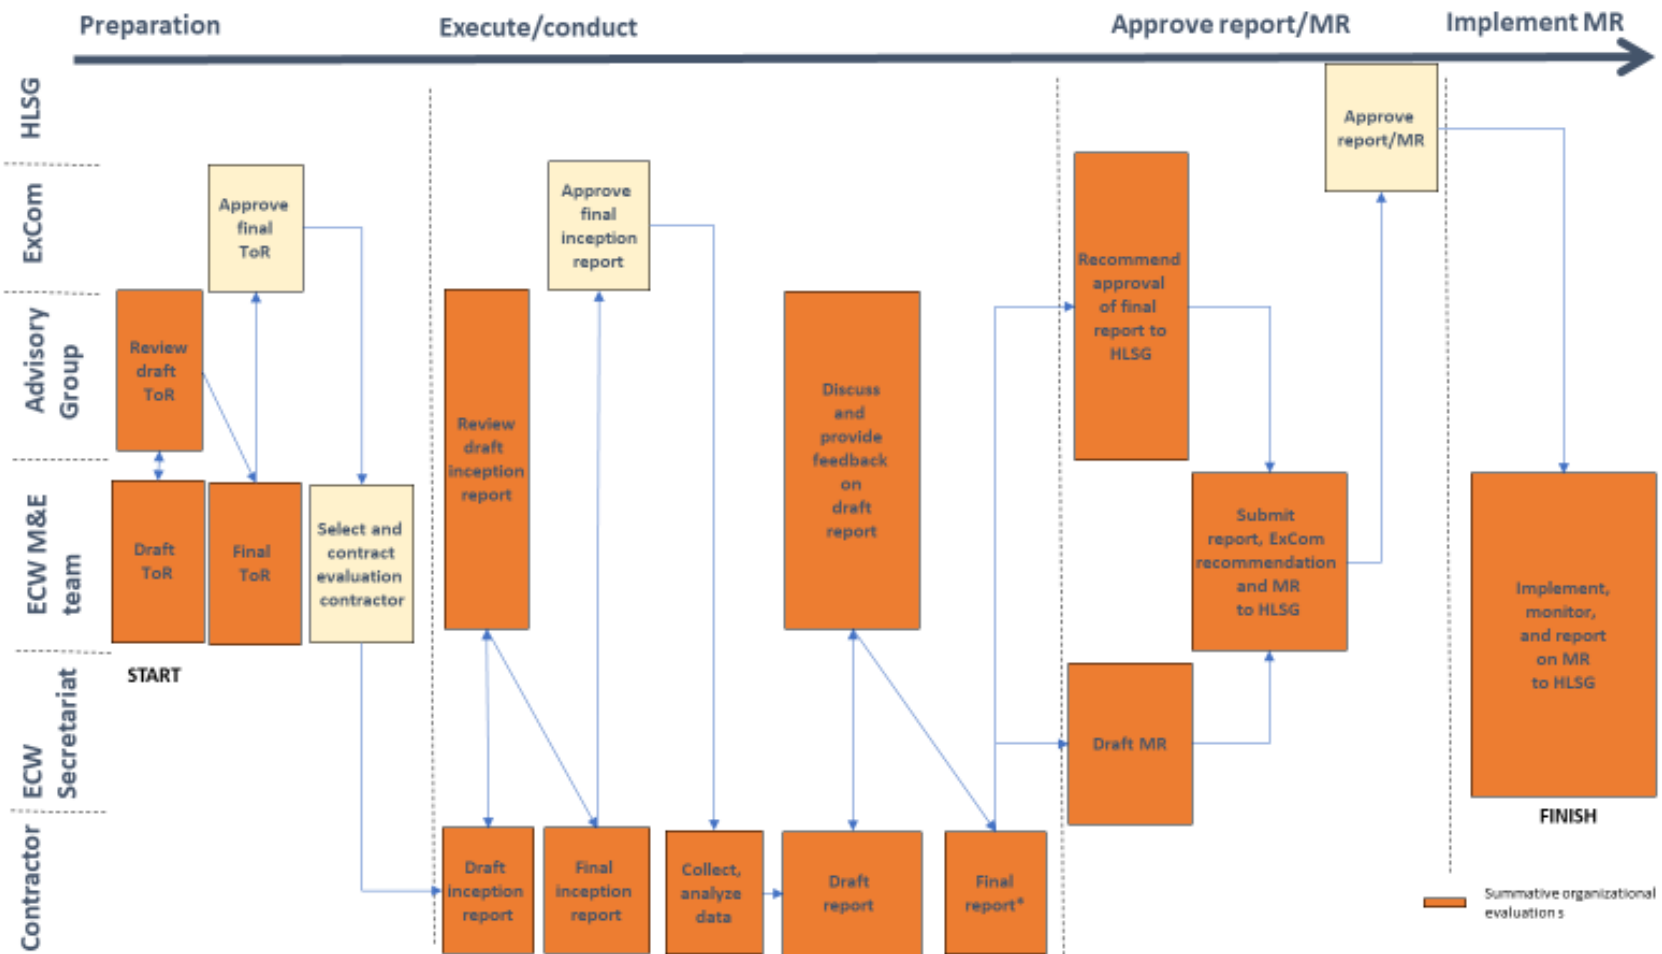 Preparation
Execute/conduct
Approve report/MR
Implement MR
HLSG
ExCom
Advisory
Group
ECW M&E
team
ECW
Secretariat
Contractor
Approve
final
ToR
Review
draft
ToR
Draft
ToR
Final
ToR
Select and
contract
evaluation
contractor
START
Approve
final
inception
report
Review
draft
inception
report
Draft
inception
report
Final
inception
report
Collect,
analyze
data
Discuss
and
provide
feedback
on
draft
report
Draft
report
Final
report*
Recommend
approval
of final
report to
HLSG
Draft MR
Submit
report, ExCom
recommendation
and MR
to HLSG
Approve
report/MR
Implement,
monitor,
and report
on MR
to HLSG
FINISH
Summative organizational
evaluation s